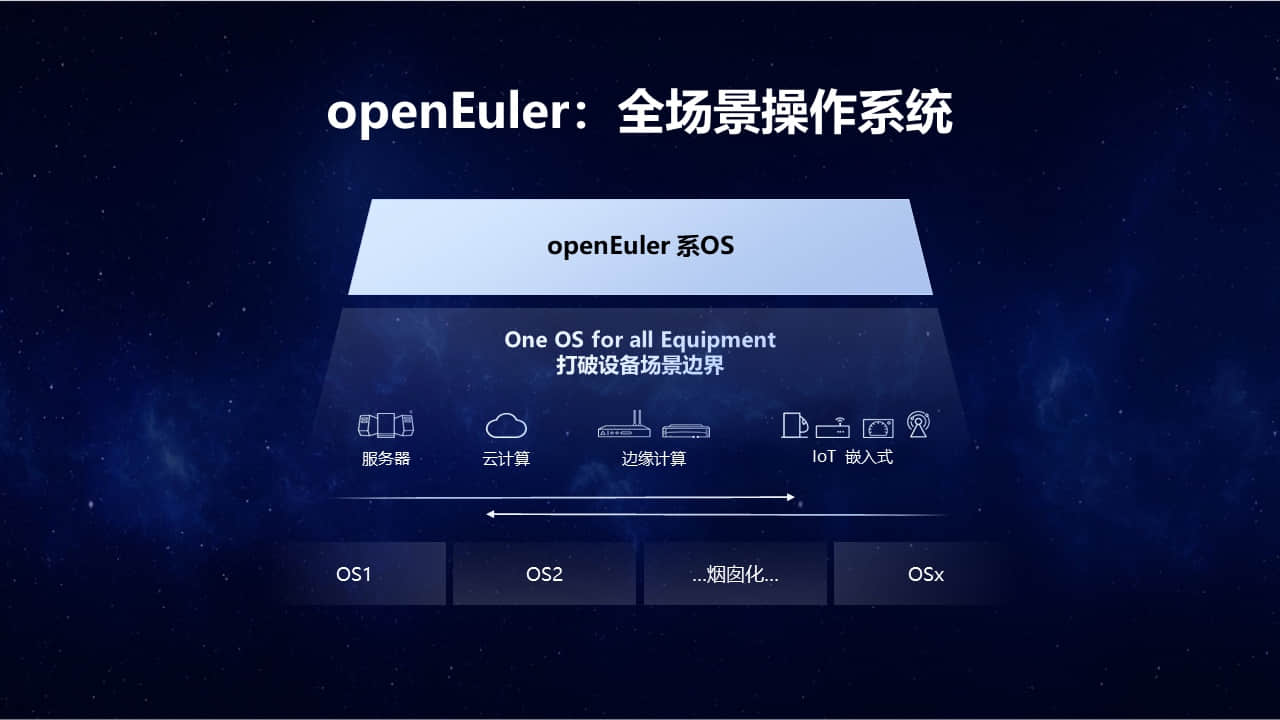 openEuler：全场景操作系统
openEuler 系OS
One OS for all Equipment
打破设备场景边界
服务器
云计算
边缘计算
IoT 嵌入式
OS1
OS2
...烟囱化...
OSx